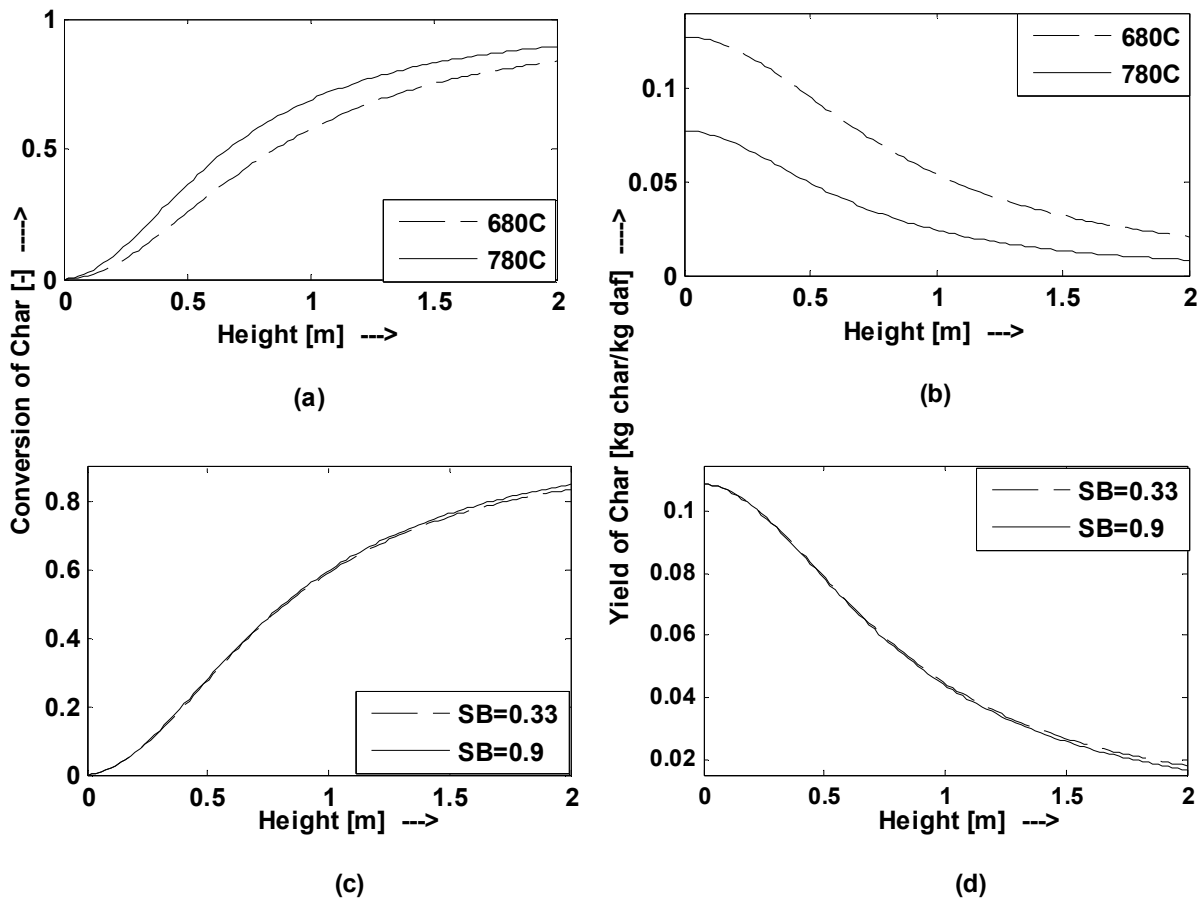 1
0.5
0
0
0.5
1
1.5
2
680C
780C
Height [m] --->
(a)
0.1
0.05
0
0
0.5
1
1.5
2
680C
780C
Height [m] --->
(b)
Conversion of Char [-] ---->
Yield of Char [kg char/kg daf] ---->
0.8
0.6
0.4
0.2
0
0
0.5
1
1.5
2
SB=0.33
SB=0.9
Height [m] --->
(c)
0.1
0.08
0.06
0.04
0.02
0
0.5
1
1.5
2
SB=0.33
SB=0.9
Height [m] --->
(d)